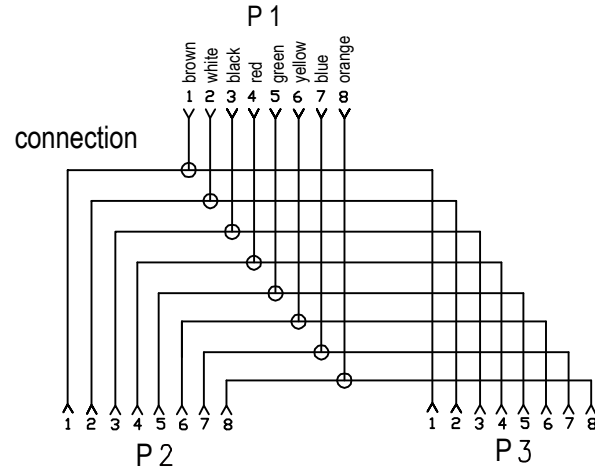 P 1
brown white black red green yellow blue orange
1 2 3 4 5 6 7 8
connection
1 2 3 4 5 6 7 8 1 2 3 4 5 6 7 8
P 2 P 3